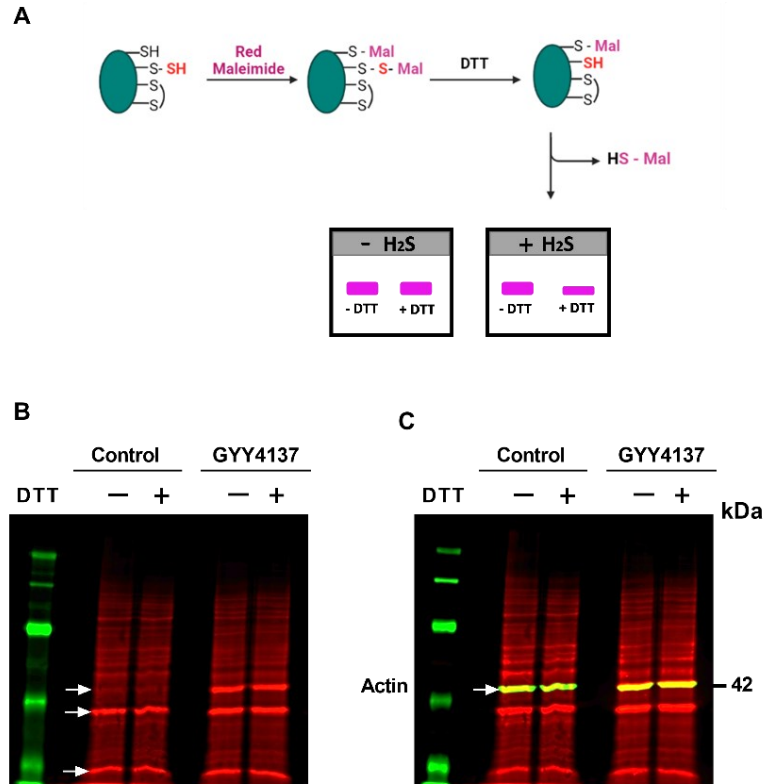 A
SH
S- SH
S
S
Red
Maleimide
S - Mal
S - S- Mal
S
S
DTT
S - Mal
SH
S
S
HS - Mal
- H2S
- DTT + DTT
+ H2S
- DTT + DTT
B
Control GYY4137
DTT — + — +
C
Control GYY4137
DTT — + — +
kDa
Actin
42